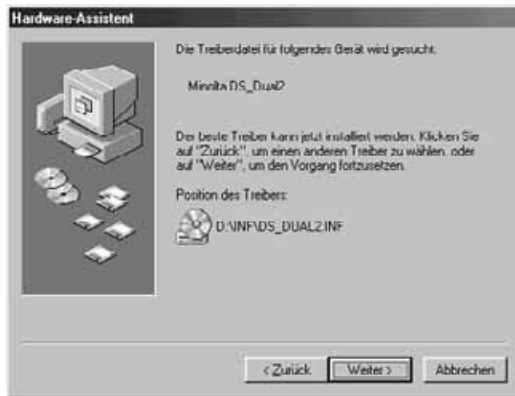 Hardware-Assistent
Die Treiberdatei für folgendes Gerät wird gesucht:
Minolta DS_Dual2
Der beste Treiber kann jetzt installiert werden. Klicken Sie
auf "Zurück", um einen anderen Treiber zu wählen, oder
auf "Weiter", um den Vorgang fortzusetzen.
Position des Treibers:
D:\INF\DS_DUAL2.INF
< Zurück
Weiter >
Abbrechen